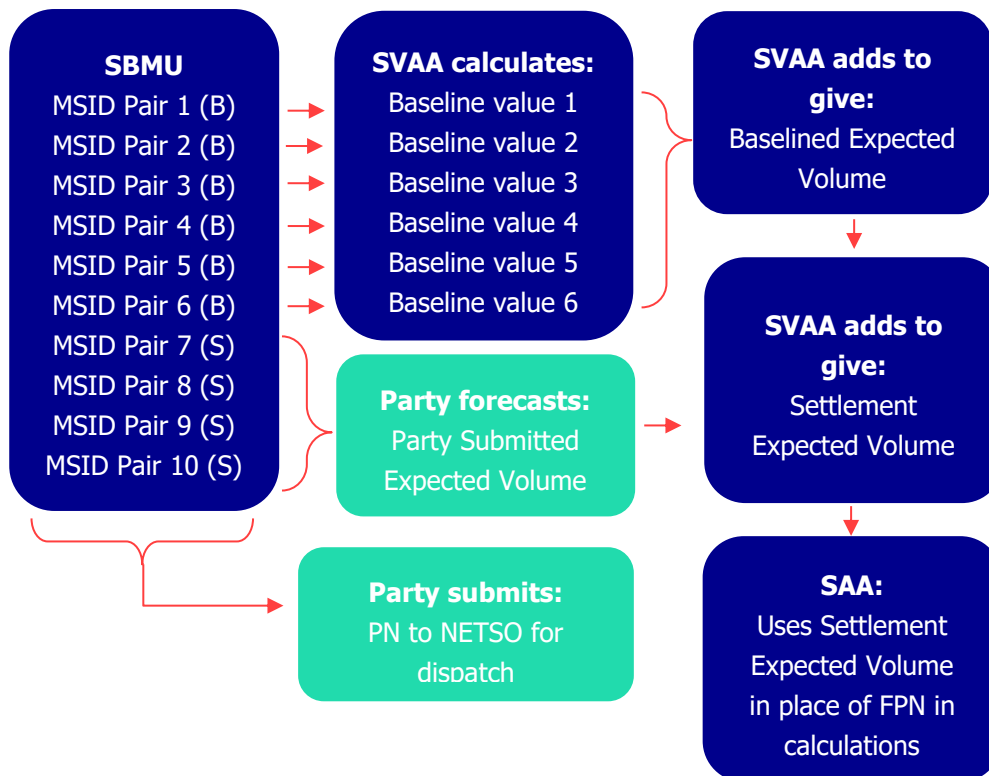 SBMU
MSID Pair 1 (B)
MSID Pair 2 (B)
MSID Pair 3 (B)
MSID Pair 4 (B)
MSID Pair 5 (B)
MSID Pair 6 (B)
MSID Pair 7 (S)
MSID Pair 8 (S)
MSID Pair 9 (S)
MSID Pair 10 (S)
SVAA calculates:
Baseline value 1
Baseline value 2
Baseline value 3
Baseline value 4
Baseline value 5
Baseline value 6
SVAA adds to
give:
Baselined Expected
Volume
Party forecasts:
Party Submitted
Expected Volume
SVAA adds to
give:
Settlement
Expected Volume
Party submits:
PN to NETSO for
dispatch
SAA:
Uses Settlement
Expected Volume
in place of FPN in
calculations